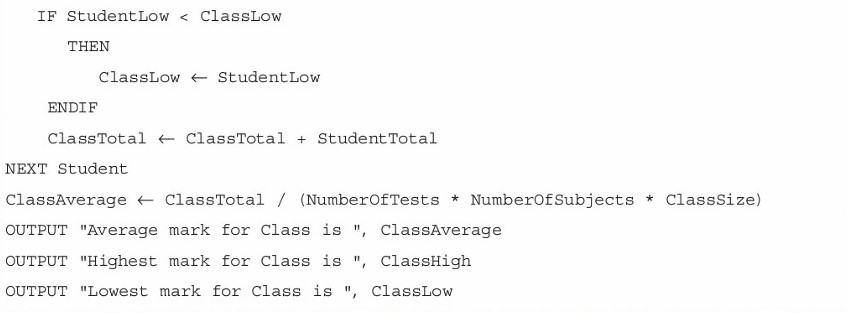 IF StudentLow < ClassLow
THEN
ClassLow ← StudentLow
ENDIF
ClassTotal ← ClassTotal + StudentTotal
NEXT Student
ClassAverage ← ClassTotal / (NumberOfTests * NumberOfSubjects * ClassSize)
OUTPUT "Average mark for Class is ", ClassAverage
OUTPUT "Highest mark for Class is ", ClassHigh
OUTPUT "Lowest mark for Class is ", ClassLow